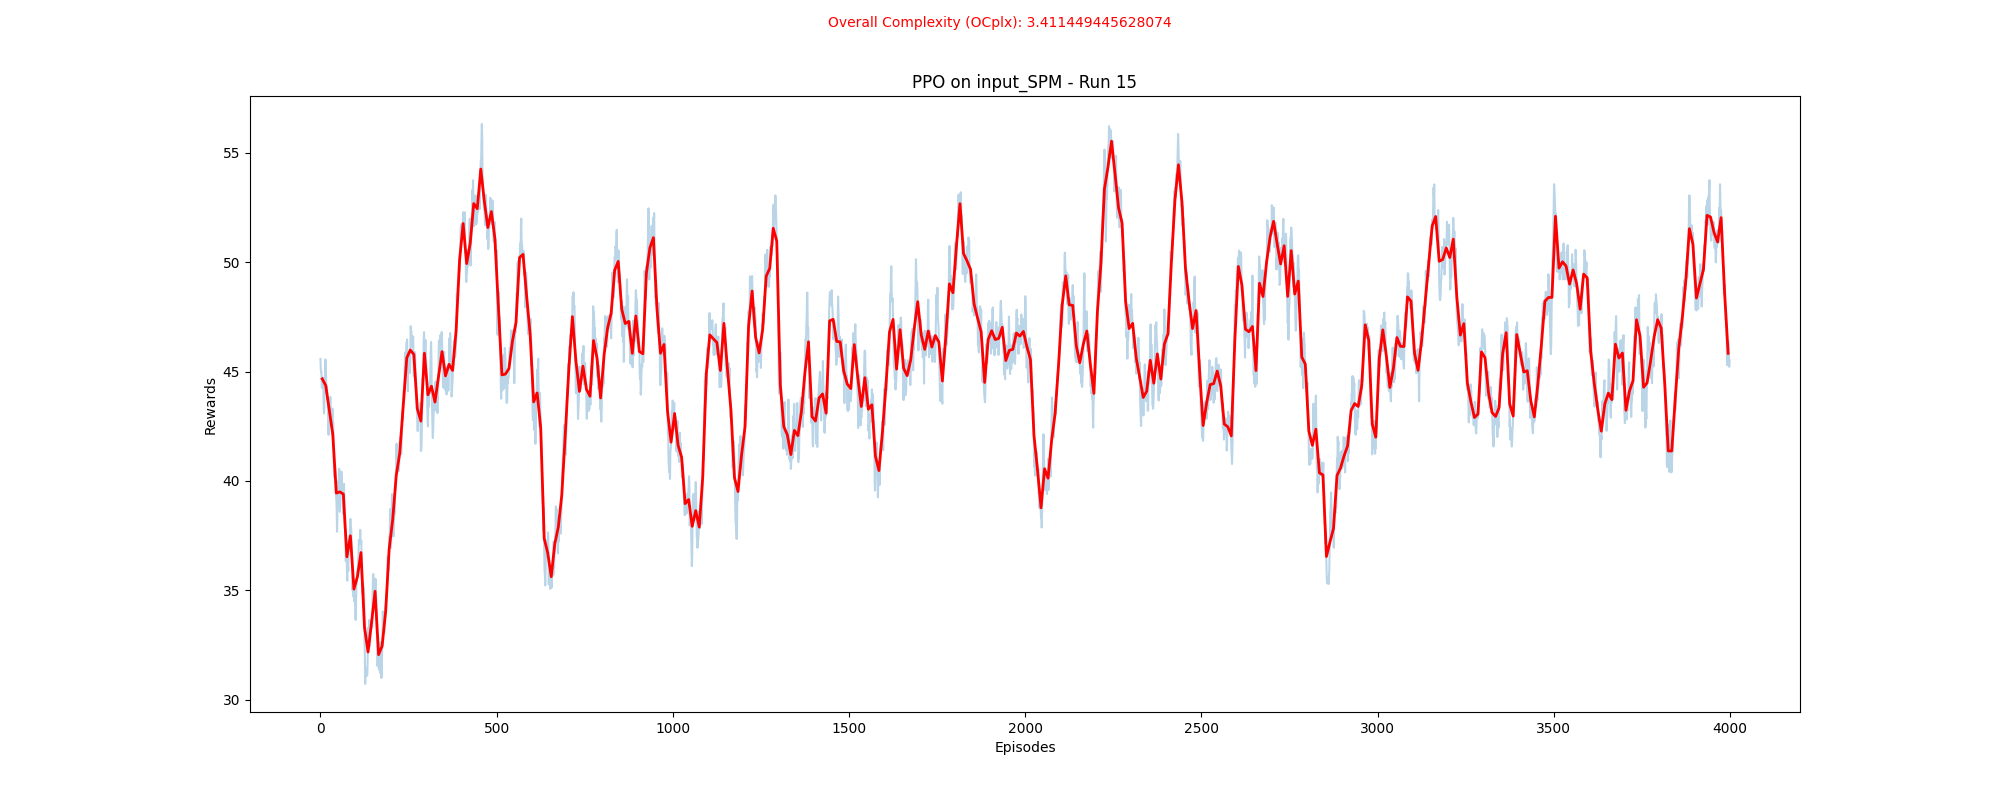 Overall Complexity (OCplx): 3.411449445628074
PPO on input_SPM - Run 15
Rewards
55
50
45
40
35
30
0 500 1000 1500 2000 2500 3000 3500 4000
Episodes